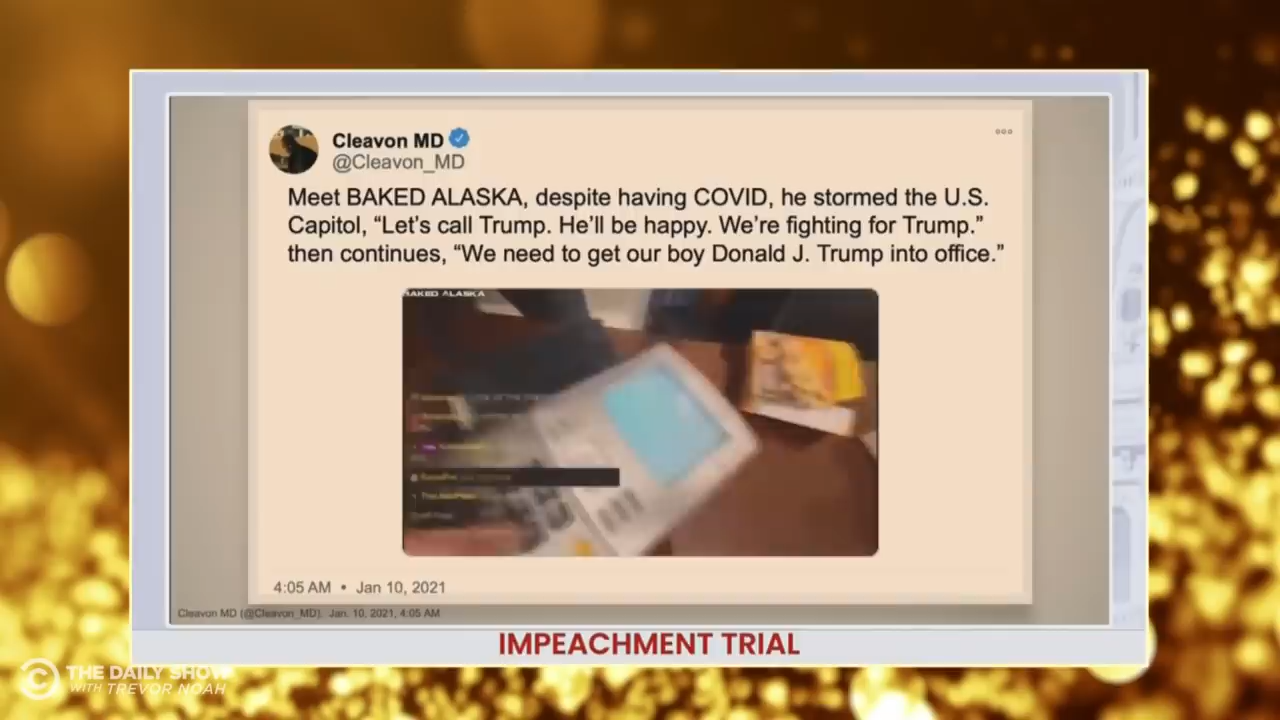 Cleavon MD
@Cleavon_MD
Meet BAKED ALASKA, despite having COVID, he stormed the U.S.
Capitol, “Let’s call Trump. He’ll be happy. We’re fighting for Trump.”
then continues, “We need to get our boy Donald J. Trump into office.”
BAKED ALASKA
4:05 AM • Jan 10, 2021
Cleavon MD (@Cleavon_MD), Jan. 10, 2021, 4:05 AM
IMPEACHMENT TRIAL
THE DAILY SHOW
WITH TREVOR NOAH